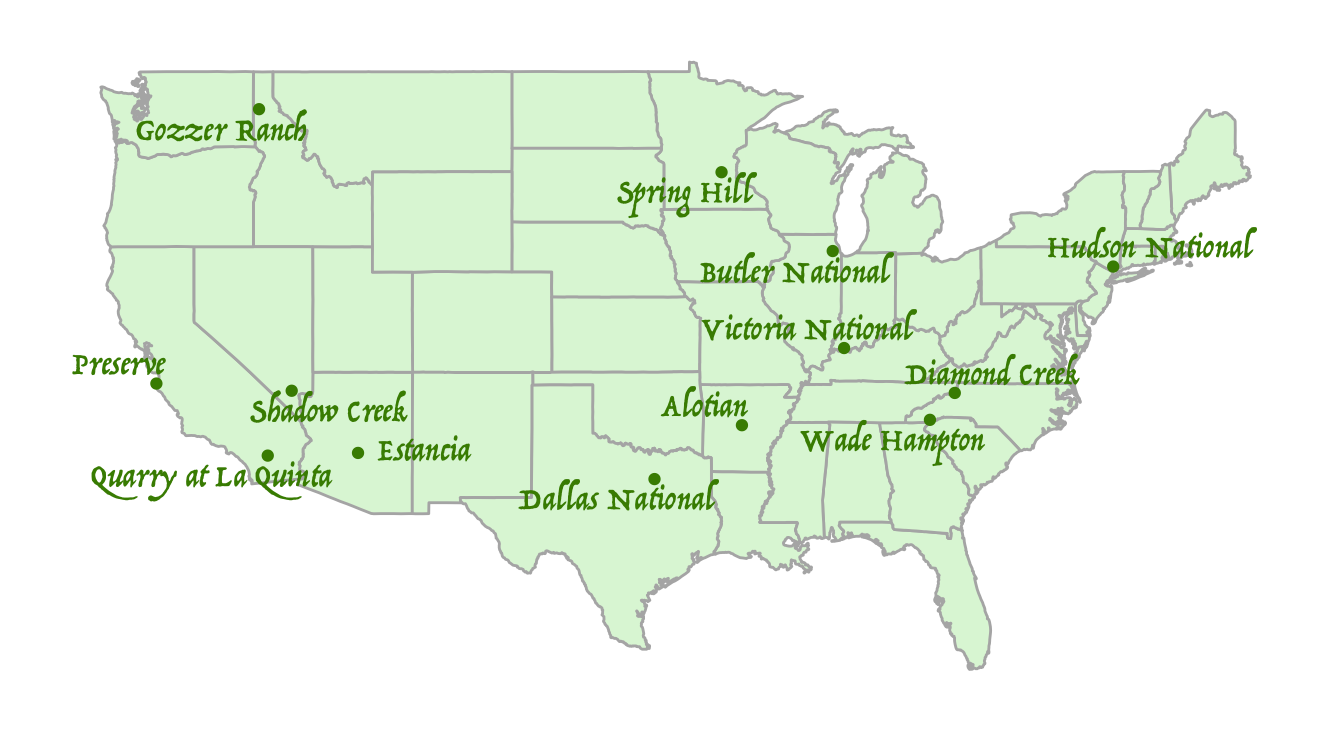 Gozzer Ranch
Spring Hill
Hudson National
Butler National
Victoria National
Preserve
Diamond Creek
Shadow Creek
Alotian
Wade Hampton
Estancia
Quarry at La Quinta
Dallas National